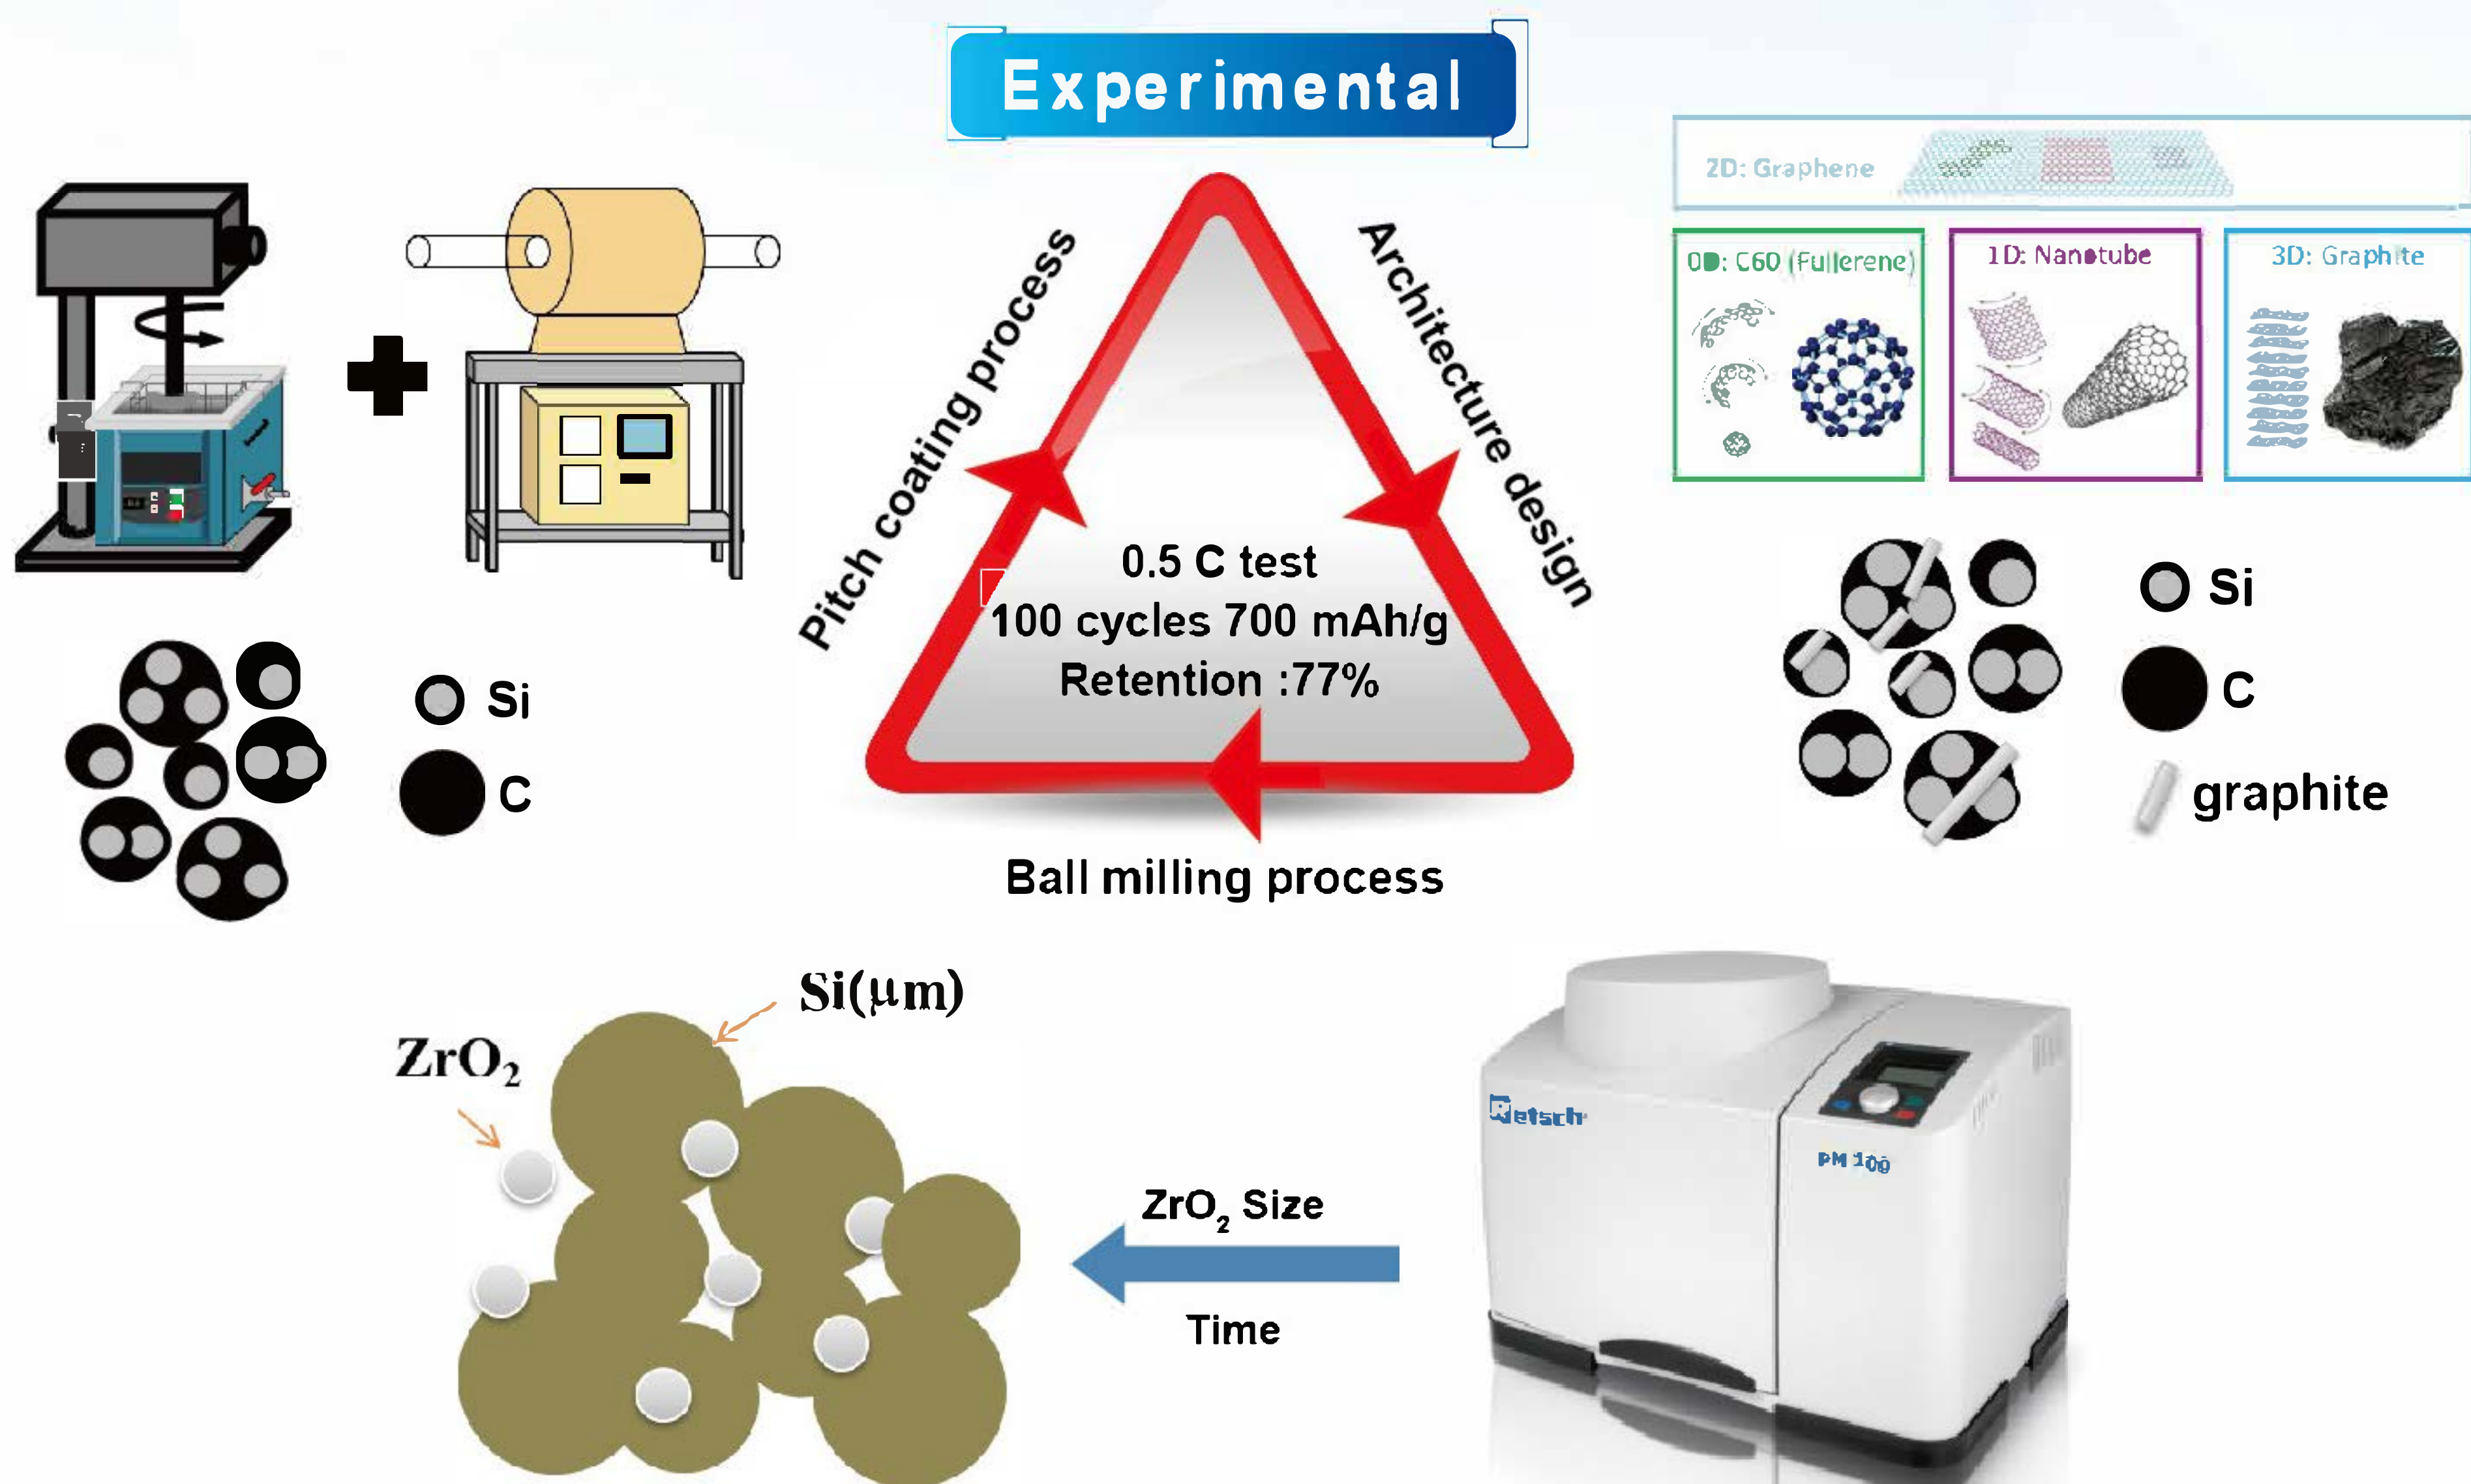 Experimental
2D: Graphene
0D: C60 (Fullerene)
1D: Nanotube
3D: Graphite
Pitch coating process
Architecture design
0.5 C test
100 cycles 700 mAh/g
Retention :77%
Ball milling process
Si
C
Si
C
graphite
Si(μm)
ZrO₂
ZrO₂ Size
Time
Retsch
PM 100